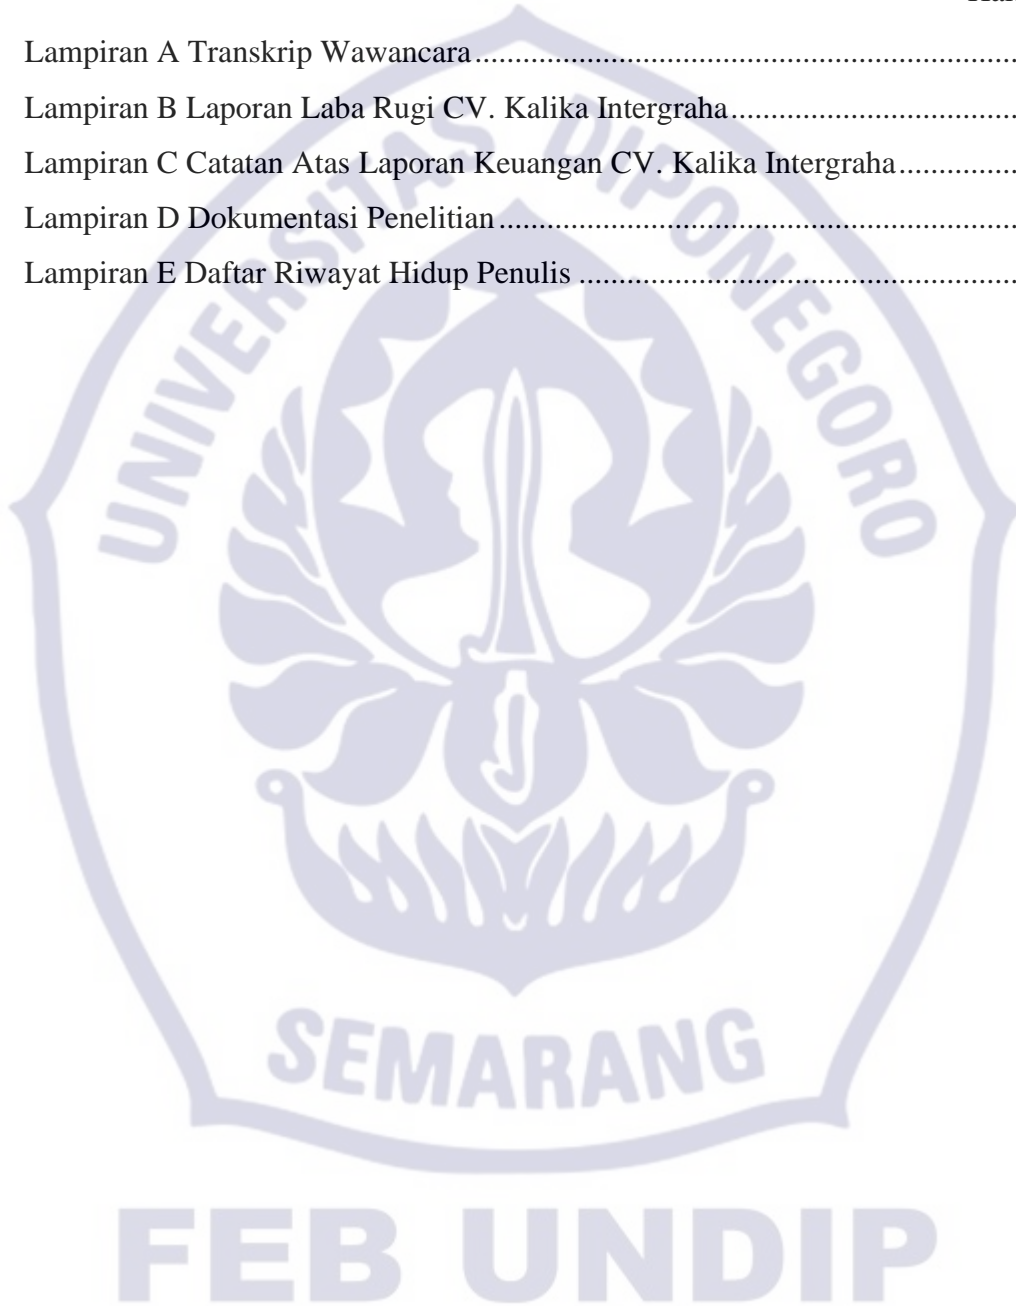 Lampiran A Transkrip Wawancara........................................................................
Lampiran B Laporan Laba Rugi CV. Kalika Intergraha........................................
Lampiran C Catatan Atas Laporan Keuangan CV. Kalika Intergraha...............
Lampiran D Dokumentasi Penelitian.....................................................................
Lampiran E Daftar Riwayat Hidup Penulis ...........................................................
UNIVERSITAS DIPONEGORO
SEMARANG
FEB UNDIP